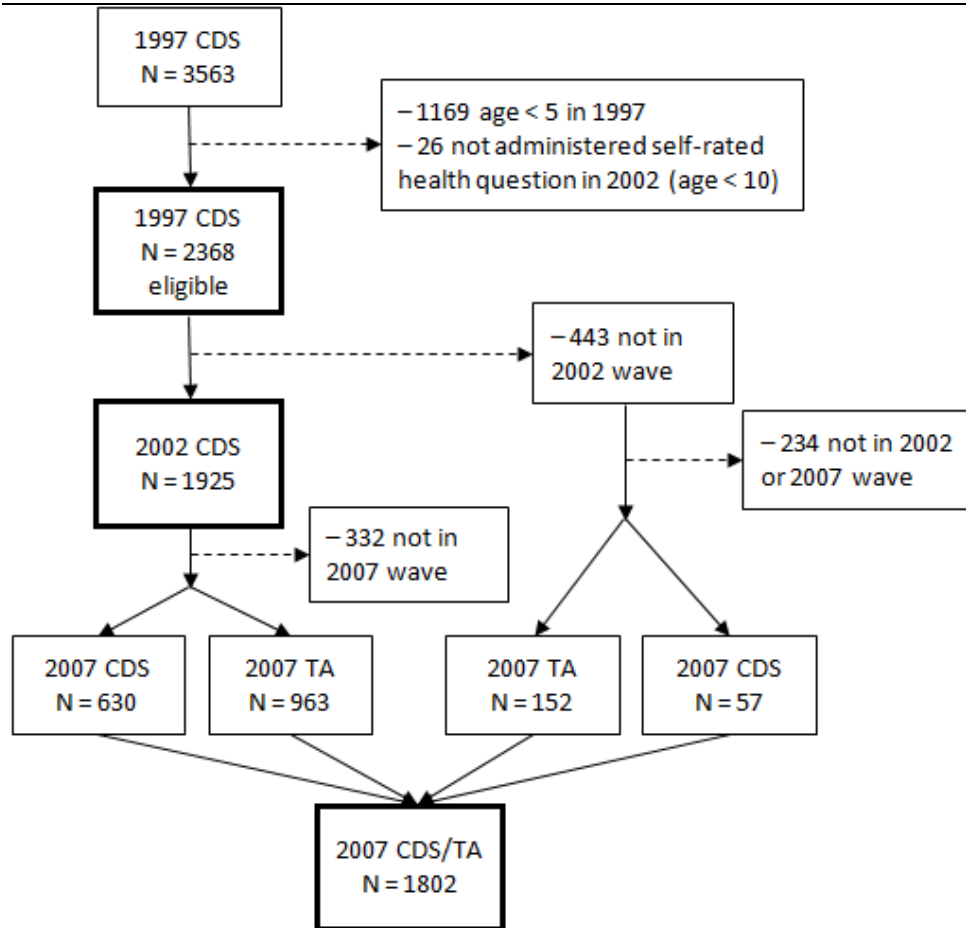 1997 CDS
N = 3563
– 1169 age < 5 in 1997
– 26 not administered self-rated
health question in 2002 (age < 10)
1997 CDS
N = 2368
eligible
– 443 not in
2002 wave
2002 CDS
N = 1925
– 234 not in 2002
or 2007 wave
– 332 not in
2007 wave
2007 CDS
N = 630
2007 TA
N = 963
2007 TA
N = 152
2007 CDS
N = 57
2007 CDS/TA
N = 1802